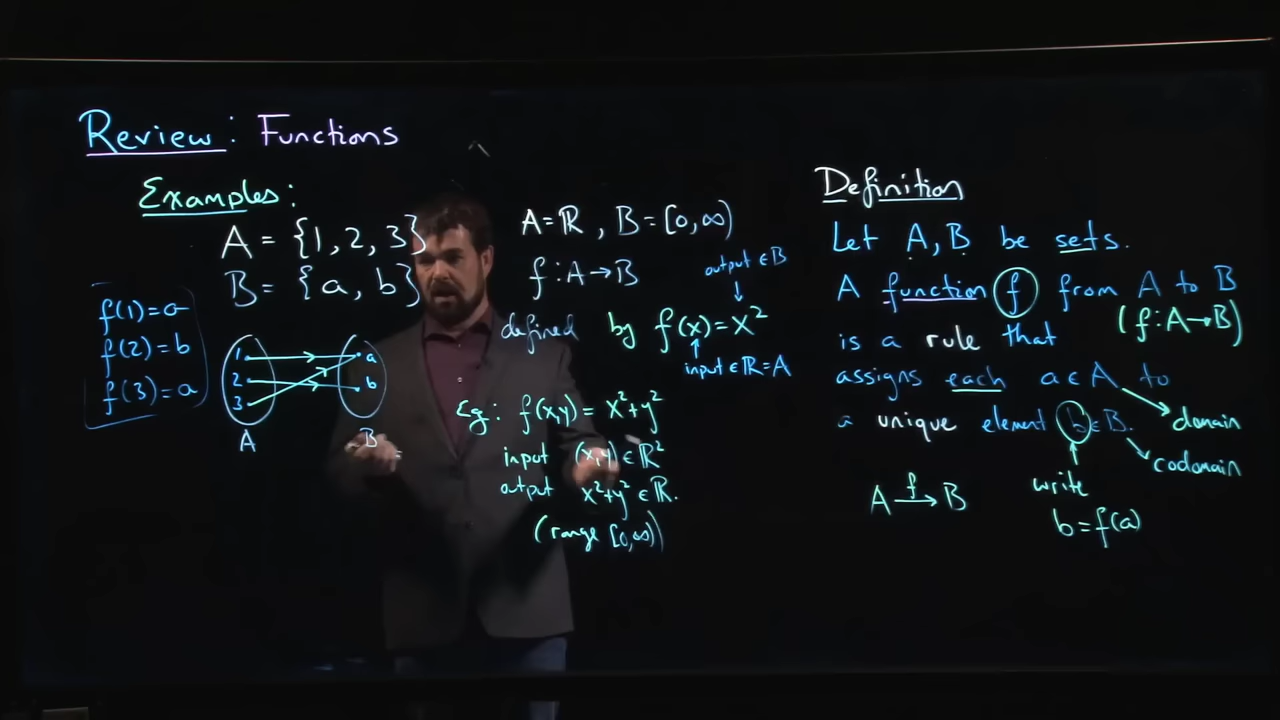 Review: Functions
Examples:
A = {1, 2, 3}
B = {a, b}
f(1)=a
f(2)=b
f(3)=a
1
2
3
A
a
b
B
A=ℝ, B=[0,∞)
f:A→B
output ∈ B
defined by f(x)=x²
input ∈ ℝ=A
Eg: f(x,y) = x²+y²
input (x,y) ∈ ℝ²
output x²+y² ∈ ℝ.
(range [0,∞))
Definition
Let A,B be sets.
A function f from A to B
(f:A→B)
is a rule that
assigns each a∈A to
a unique element b∈B.
domain
codomain
A f→ B
write
b=f(a)